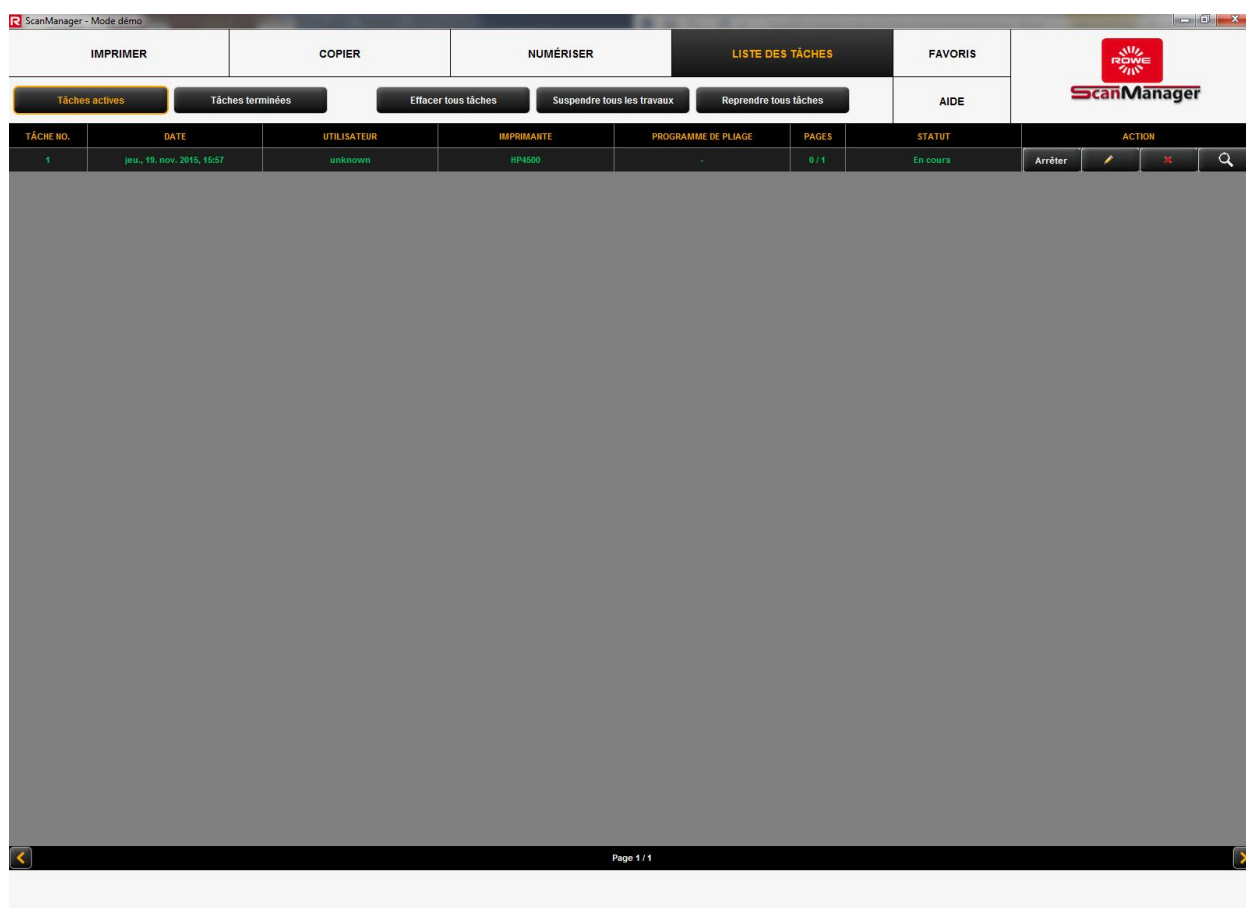 ScanManager - Mode démo
IMPRIMER COPIER NUMÉRISER LISTE DES TÂCHES FAVORIS
ROWE
ScanManager
Tâches actives Tâches terminées Effacer tous tâches Suspendre tous les travaux Reprendre tous tâches AIDE
TÂCHE NO. DATE UTILISATEUR IMPRIMANTE PROGRAMME DE PLIAGE PAGES STATUT ACTION
1 jeu., 19. nov. 2015, 15:57 unknown HP4500 - 0 / 1 En cours Arrêter
Page 1 / 1